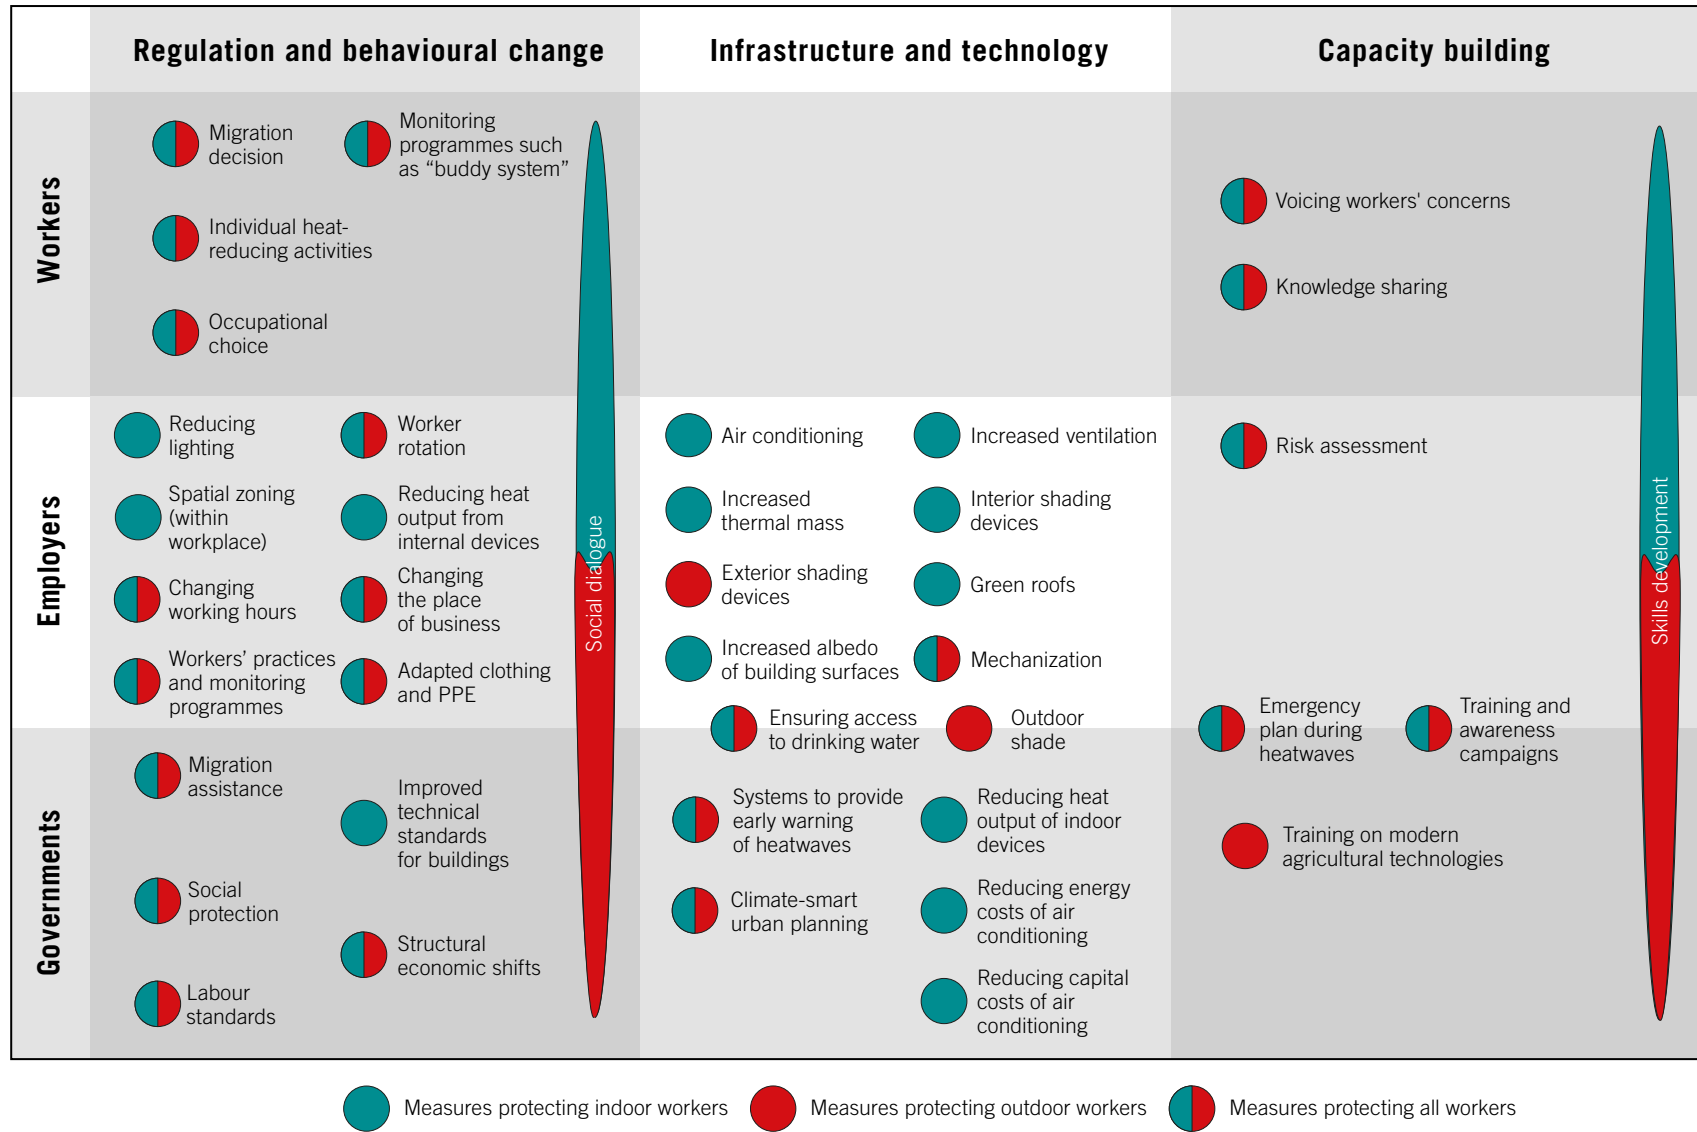 Regulation and behavioural change
Infrastructure and technology
Capacity building
Workers
Migration
decision
Monitoring
programmes such
as “buddy system”
Individual heat-
reducing activities
Occupational
choice
Voicing workers' concerns
Knowledge sharing
Employers
Reducing
lighting
Worker
rotation
Spatial zoning
(within
workplace)
Reducing heat
output from
internal devices
Changing
working hours
Changing
the place
of business
Workers’ practices
and monitoring
programmes
Adapted clothing
and PPE
Social dialogue
Air conditioning
Increased ventilation
Increased
thermal mass
Interior shading
devices
Exterior shading
devices
Green roofs
Increased albedo
of building surfaces
Mechanization
Ensuring access
to drinking water
Outdoor
shade
Risk assessment
Skills development
Emergency
plan during
heatwaves
Training and
awareness
campaigns
Governments
Migration
assistance
Improved
technical
standards
for buildings
Social
protection
Structural
economic shifts
Labour
standards
Systems to provide
early warning
of heatwaves
Reducing heat
output of indoor
devices
Climate-smart
urban planning
Reducing energy
costs of air
conditioning
Reducing capital
costs of air
conditioning
Training on modern
agricultural technologies
Measures protecting indoor workers
Measures protecting outdoor workers
Measures protecting all workers